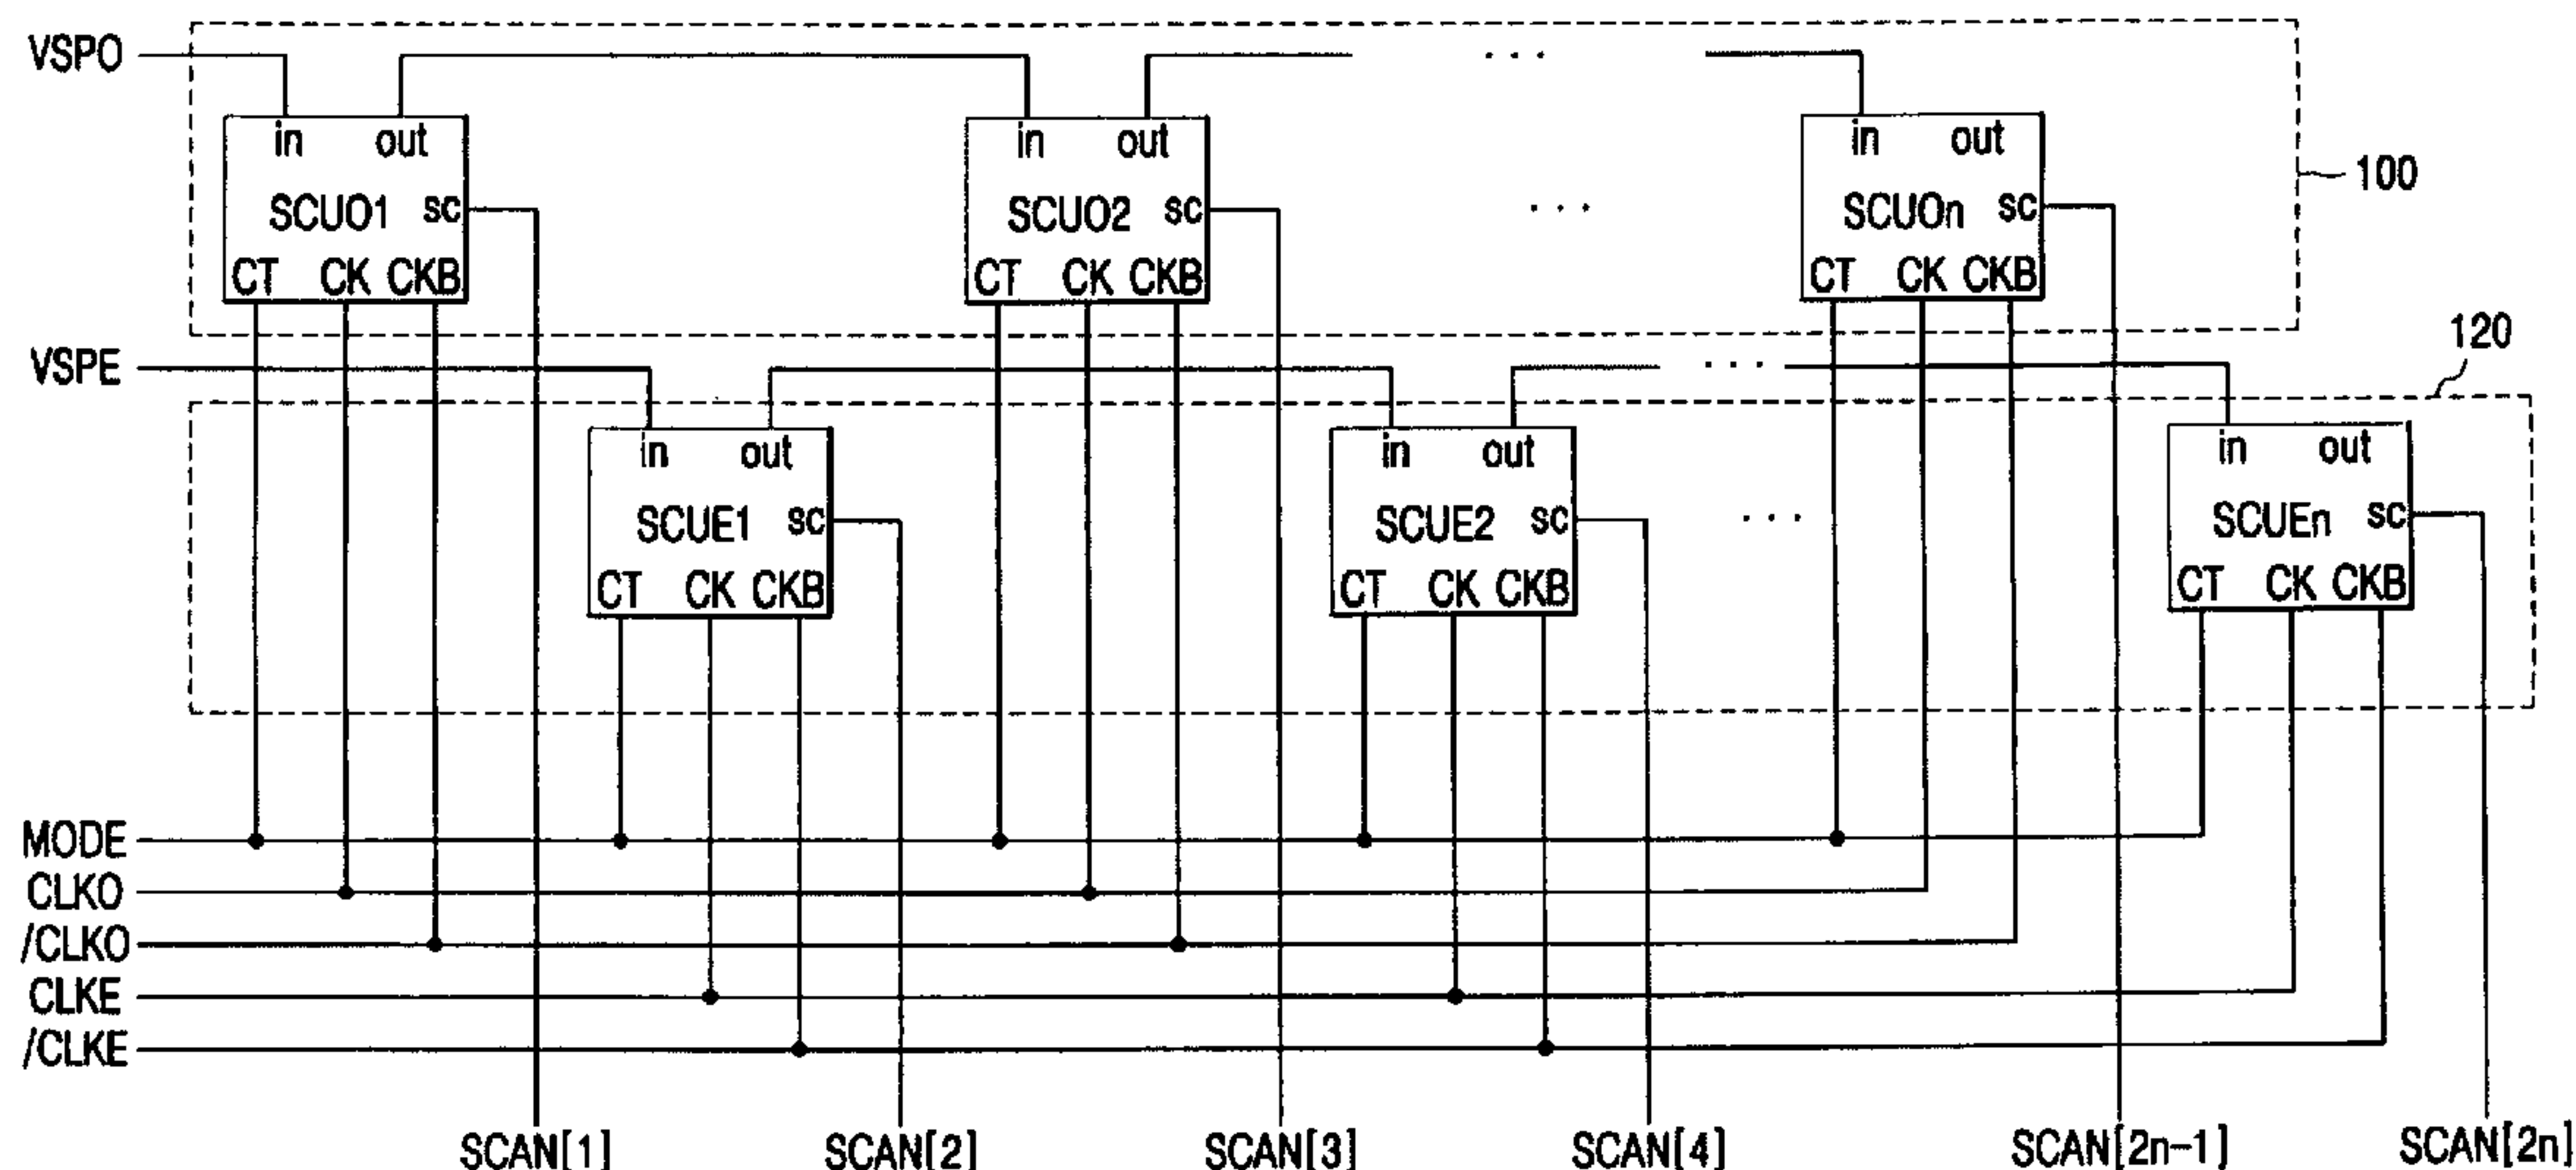 VSPO
in out
SCUO1 sc
CT CK CKB
in out
SCUO2 sc
CT CK CKB
...
...
in out
SCUOn sc
CT CK CKB
100
VSPE
in out
SCUE1 sc
CT CK CKB
in out
SCUE2 sc
CT CK CKB
...
...
in out
SCUEn sc
CT CK CKB
120
MODE
CLKO
/CLKO
CLKE
/CLKE
SCAN[1] SCAN[2] SCAN[3] SCAN[4] SCAN[2n-1] SCAN[2n]